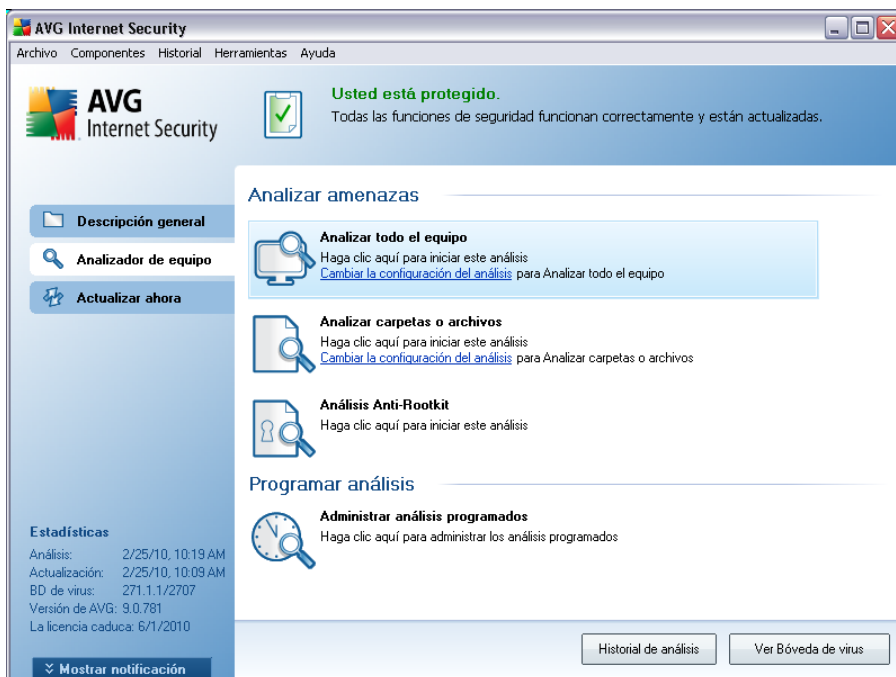 AVG Internet Security
Archivo Componentes Historial Herramientas Ayuda
AVG
Internet Security
Usted está protegido.
Todas las funciones de seguridad funcionan correctamente y están actualizadas.
Descripción general
Analizador de equipo
Actualizar ahora
Analizar amenazas
Analizar todo el equipo
Haga clic aquí para iniciar este análisis
Cambiar la configuración del análisis para Analizar todo el equipo
Analizar carpetas o archivos
Haga clic aquí para iniciar este análisis
Cambiar la configuración del análisis para Analizar carpetas o archivos
Análisis Anti-Rootkit
Haga clic aquí para iniciar este análisis
Programar análisis
Administrar análisis programados
Haga clic aquí para administrar los análisis programados
Estadísticas
Análisis: 2/25/10, 10:19 AM
Actualización: 2/25/10, 10:09 AM
BD de virus: 271.1.1/2707
Versión de AVG: 9.0.781
La licencia caduca: 6/1/2010
Mostrar notificación
Historial de análisis
Ver Bóveda de virus